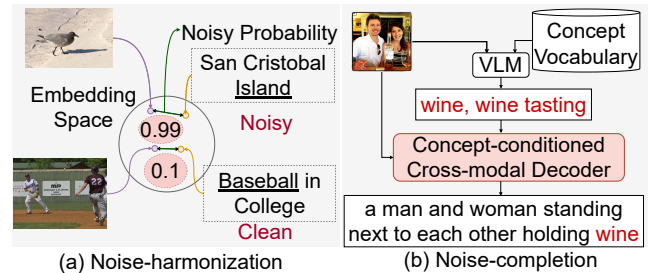 Noisy Probability
San Cristobal
Island
Noisy
Embedding
Space
0.99
0.1
22
Baseball in
College
Clean
(a) Noise-harmonization
Concept
Vocabulary
VLM
wine, wine tasting
Concept-conditioned
Cross-modal Decoder
a man and woman standing
next to each other holding wine
(b) Noise-completion